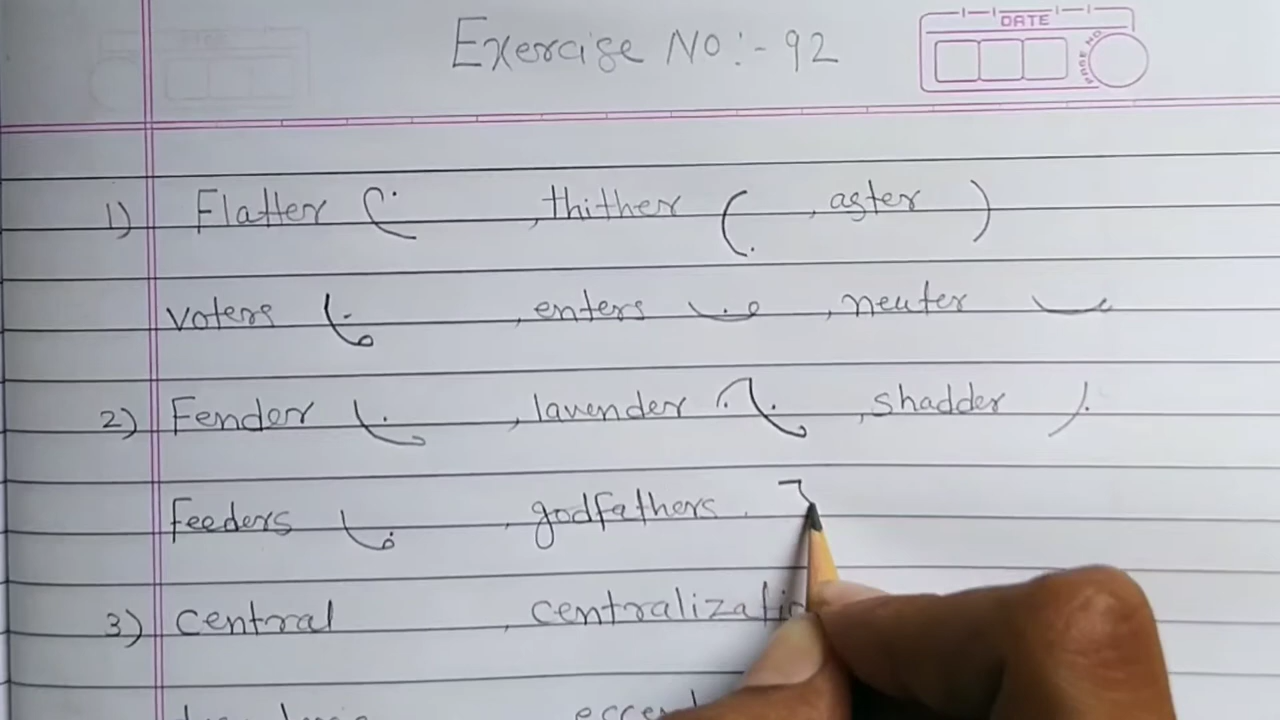 Exercise No:- 92
DATE
PAGE NO
1) Flatter , thither , aster
voters , enters , neuter
2) Fender , lavender , shadder
feeders , godfathers
3) central , centralizati